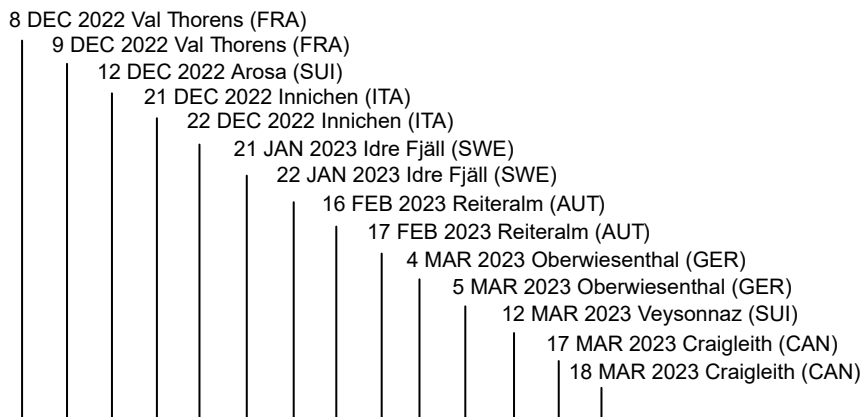 8 DEC 2022 Val Thorens (FRA)
9 DEC 2022 Val Thorens (FRA)
12 DEC 2022 Arosa (SUI)
21 DEC 2022 Innichen (ITA)
22 DEC 2022 Innichen (ITA)
21 JAN 2023 Idre Fjäll (SWE)
22 JAN 2023 Idre Fjäll (SWE)
16 FEB 2023 Reiteralm (AUT)
17 FEB 2023 Reiteralm (AUT)
4 MAR 2023 Oberwiesenthal (GER)
5 MAR 2023 Oberwiesenthal (GER)
12 MAR 2023 Veysonnaz (SUI)
17 MAR 2023 Craigleith (CAN)
18 MAR 2023 Craigleith (CAN)